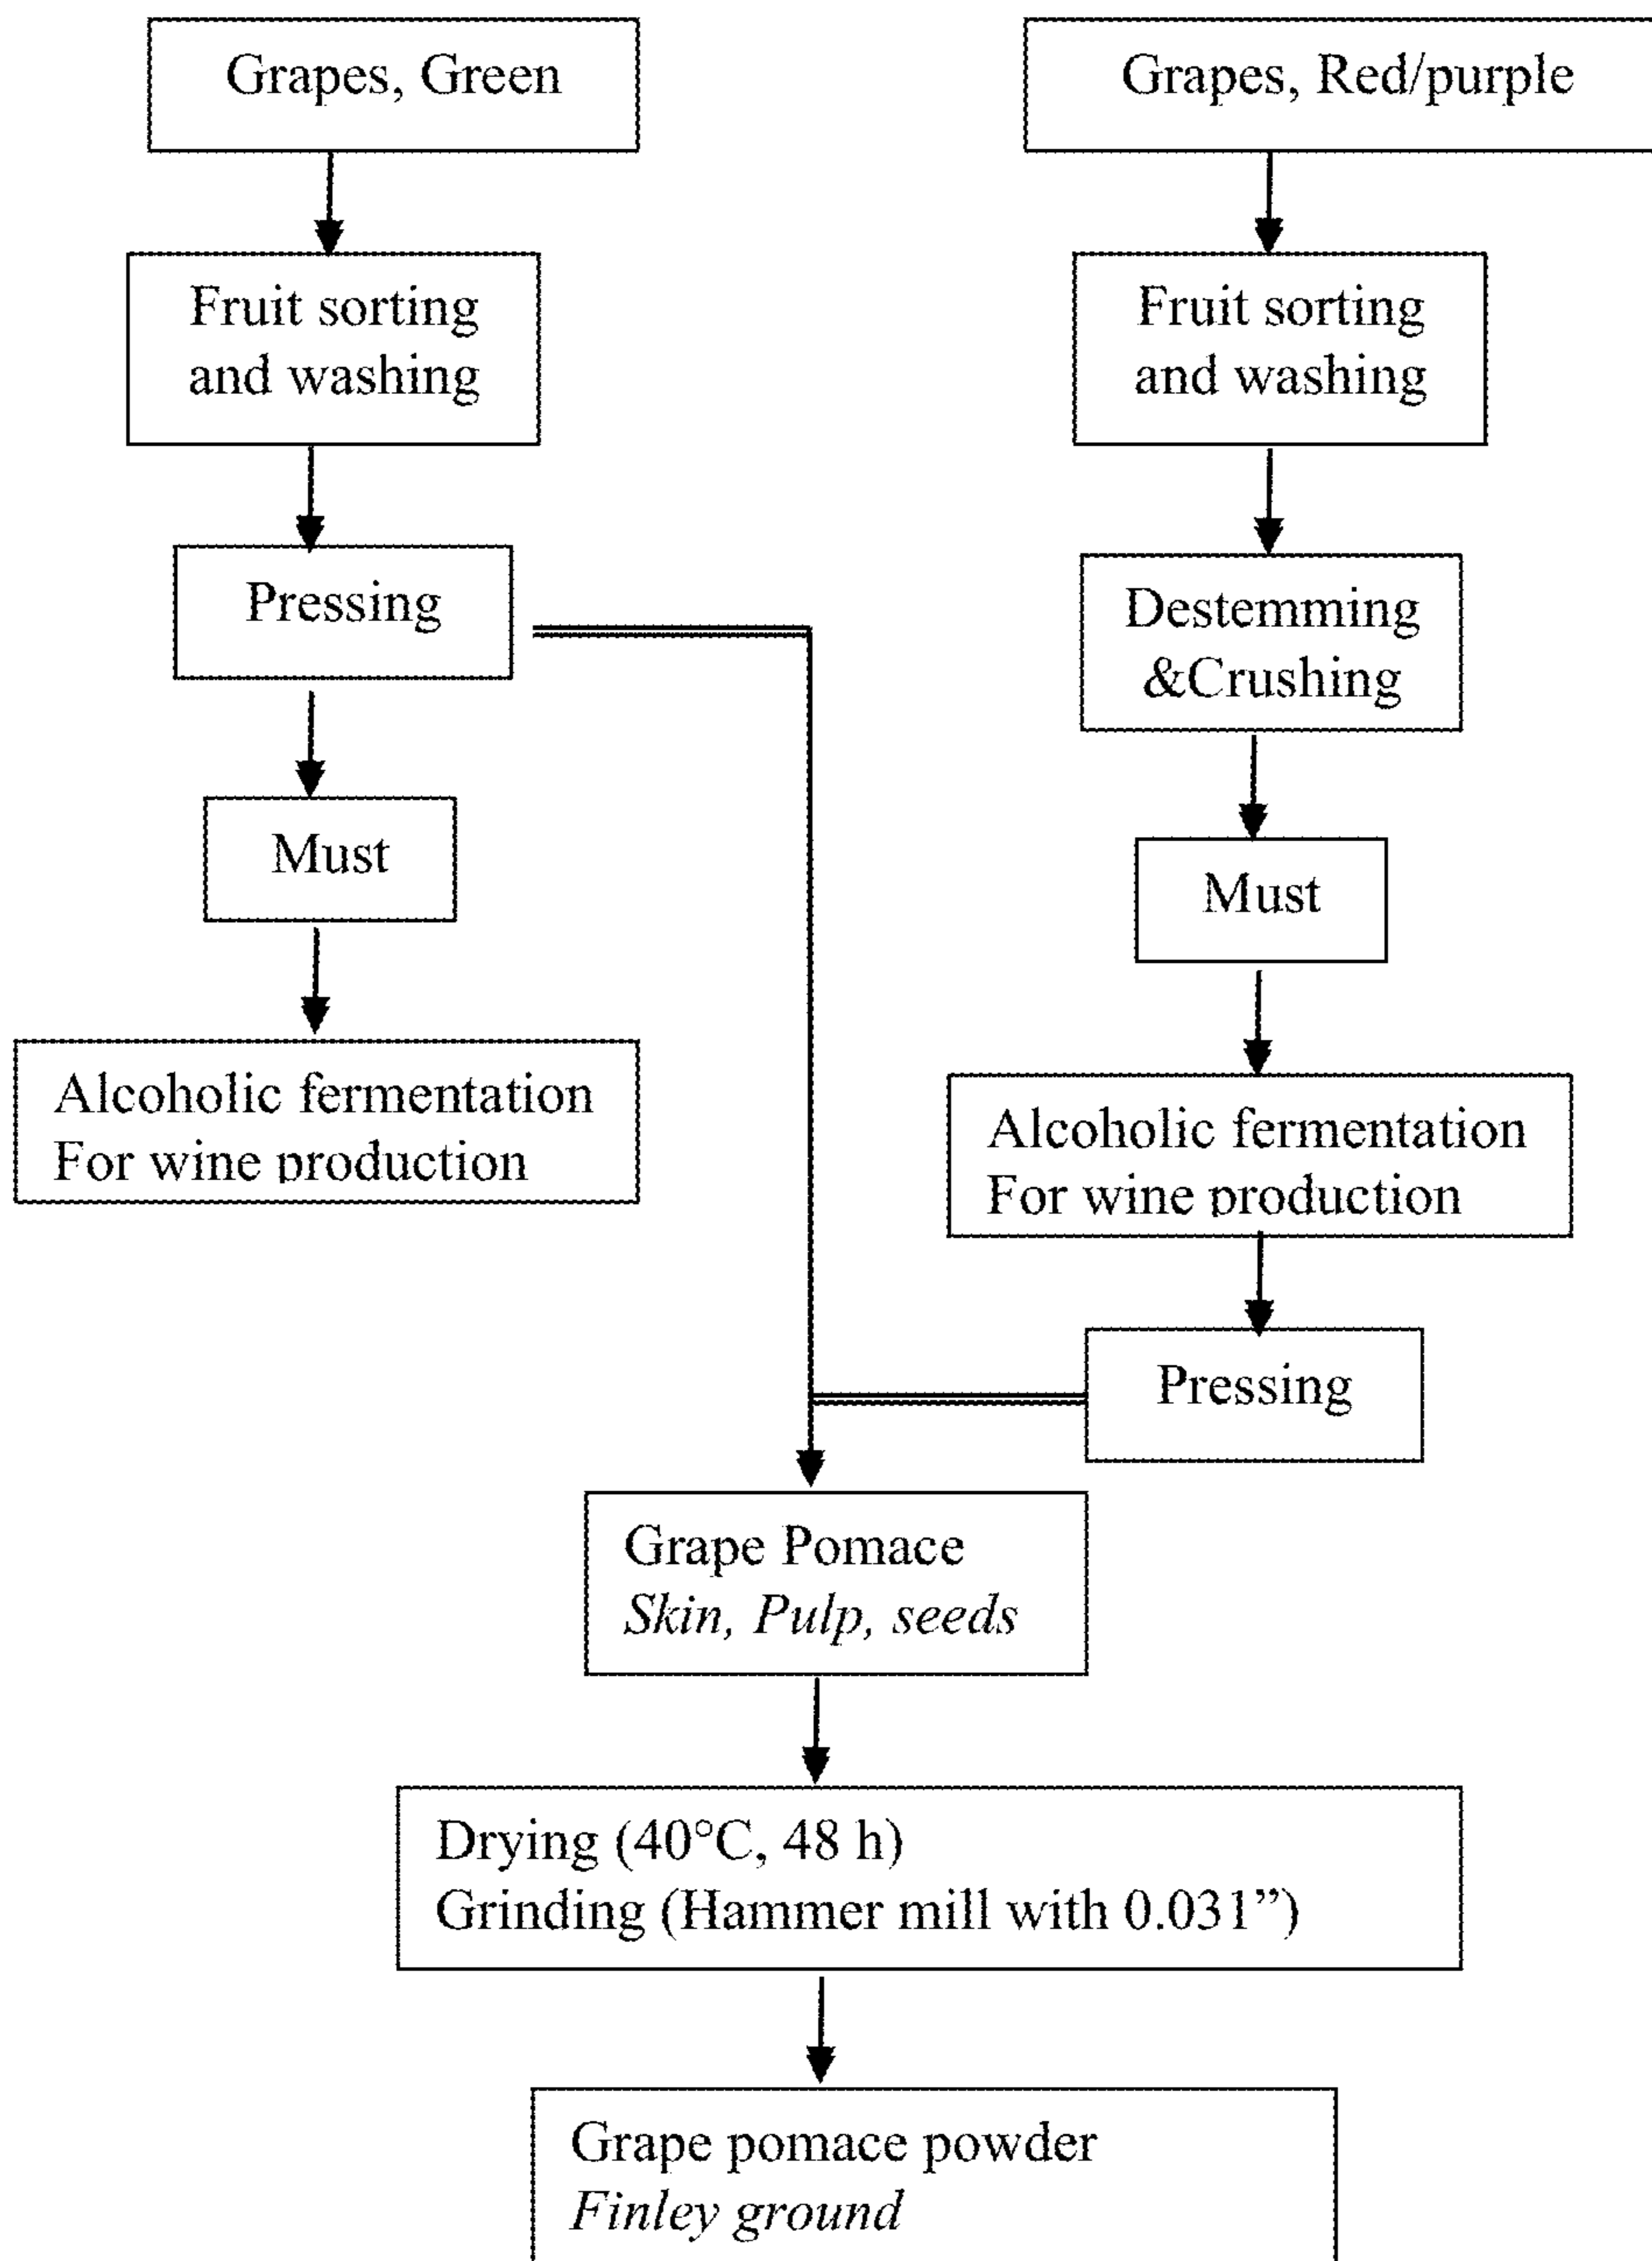 Grapes, Green
Grapes, Red/purple
Fruit sorting
and washing
Fruit sorting
and washing
Pressing
Destemming
&Crushing
Must
Must
Alcoholic fermentation
For wine production
Alcoholic fermentation
For wine production
Pressing
Grape Pomace
Skin, Pulp, seeds
Drying (40°C, 48 h)
Grinding (Hammer mill with 0.031”)
Grape pomace powder
Finley ground